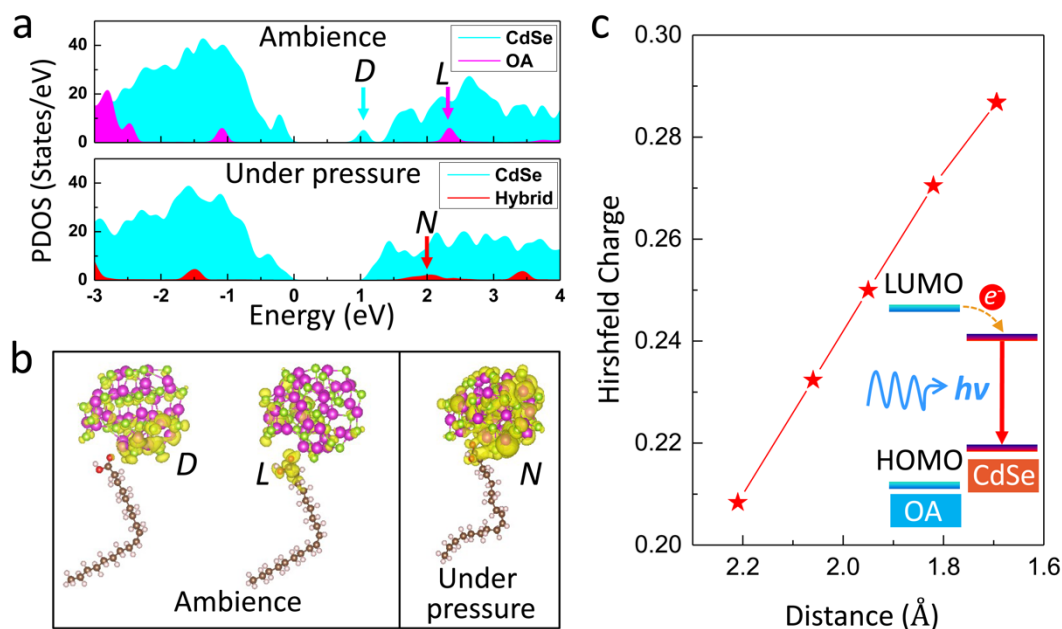 a
Ambience
CdSe
OA
D
L
40
20
0
Under pressure
CdSe
Hybrid
N
40
20
0
PDOS (States/eV)
-3 -2 -1 0 1 2 3 4
Energy (eV)
b
D
L
N
Ambience
Under
pressure
c
0.30
0.28
0.26
0.24
0.22
0.20
Hirshfeld Charge
LUMO
e-
hν
HOMO
OA
CdSe
2.2 2.0 1.8 1.6
Distance (Å)